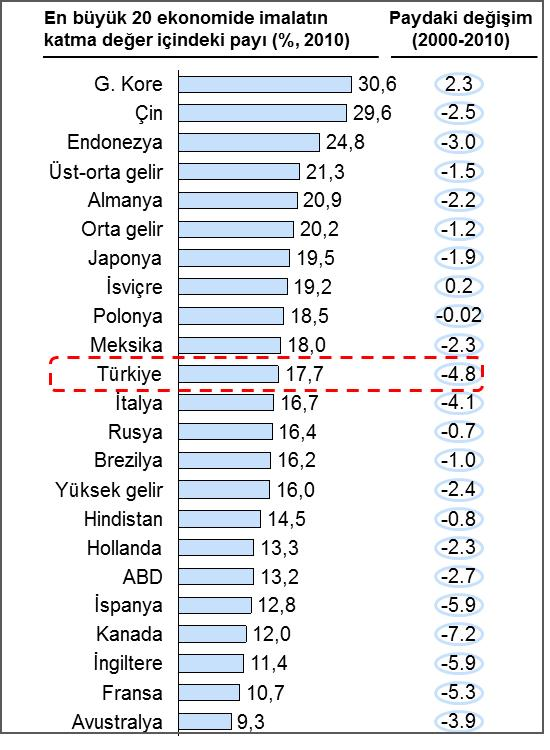 En büyük 20 ekonomide imalatın Paydaki değişim
katma değer içindeki payı (%, 2010) (2000-2010)
G. Kore 30,6 2.3
Çin 29,6 -2.5
Endonezya 24,8 -3.0
Üst-orta gelir 21,3 -1.5
Almanya 20,9 -2.2
Orta gelir 20,2 -1.2
Japonya 19,5 -1.9
İsviçre 19,2 0.2
Polonya 18,5 -0.02
Meksika 18,0 -2.3
Türkiye 17,7 -4.8
İtalya 16,7 -4.1
Rusya 16,4 -0.7
Brezilya 16,2 -1.0
Yüksek gelir 16,0 -2.4
Hindistan 14,5 -0.8
Hollanda 13,3 -2.3
ABD 13,2 -2.7
İspanya 12,8 -5.9
Kanada 12,0 -7.2
İngiltere 11,4 -5.9
Fransa 10,7 -5.3
Avustralya 9,3 -3.9